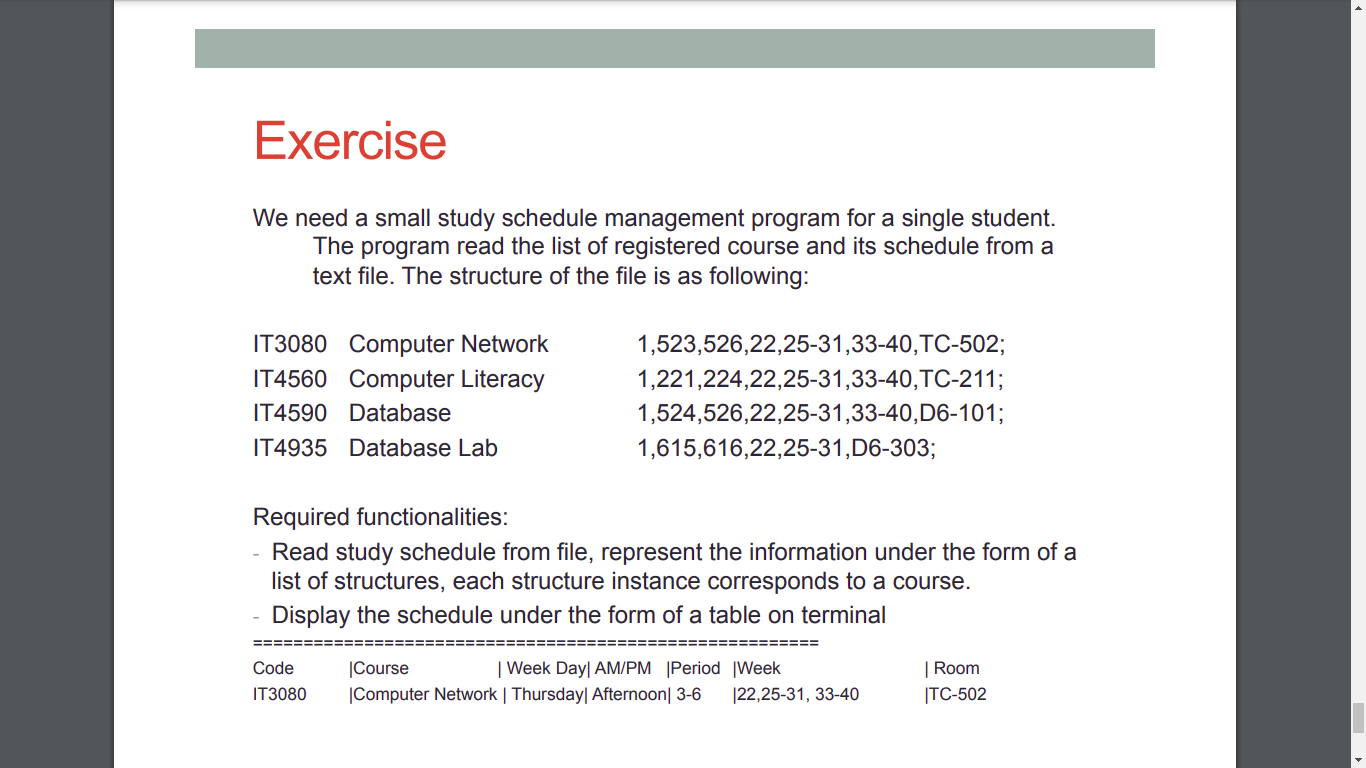 Exercise
We need a small study schedule management program for a single student.
The program read the list of registered course and its schedule from a
text file. The structure of the file is as following:
IT3080 Computer Network 1,523,526,22,25-31,33-40,TC-502;
IT4560 Computer Literacy 1,221,224,22,25-31,33-40,TC-211;
IT4590 Database 1,524,526,22,25-31,33-40,D6-101;
IT4935 Database Lab 1,615,616,22,25-31,D6-303;
Required functionalities:
- Read study schedule from file, represent the information under the form of a
list of structures, each structure instance corresponds to a course.
- Display the schedule under the form of a table on terminal
========================================================
Code |Course | Week Day| AM/PM |Period |Week | Room
IT3080 |Computer Network | Thursday| Afternoon| 3-6 |22,25-31, 33-40 |TC-502